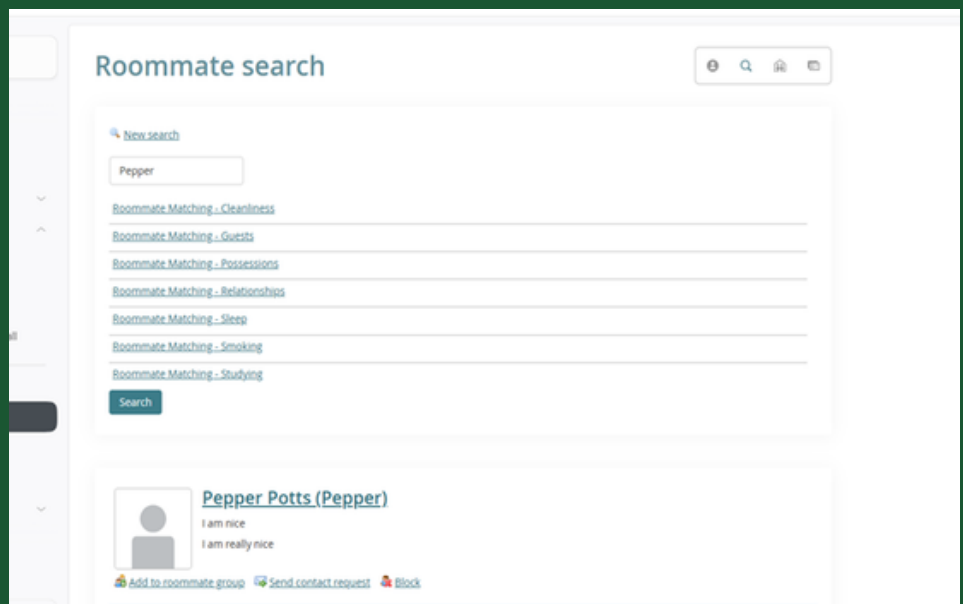 Roommate search
New search
Pepper
Roommate Matching - Cleanliness
Roommate Matching - Guests
Roommate Matching - Possessions
Roommate Matching - Relationships
Roommate Matching - Sleep
Roommate Matching - Smoking
Roommate Matching - Studying
Search
Pepper Potts (Pepper)
I am nice
I am really nice
Add to roommate group Send contact request Block